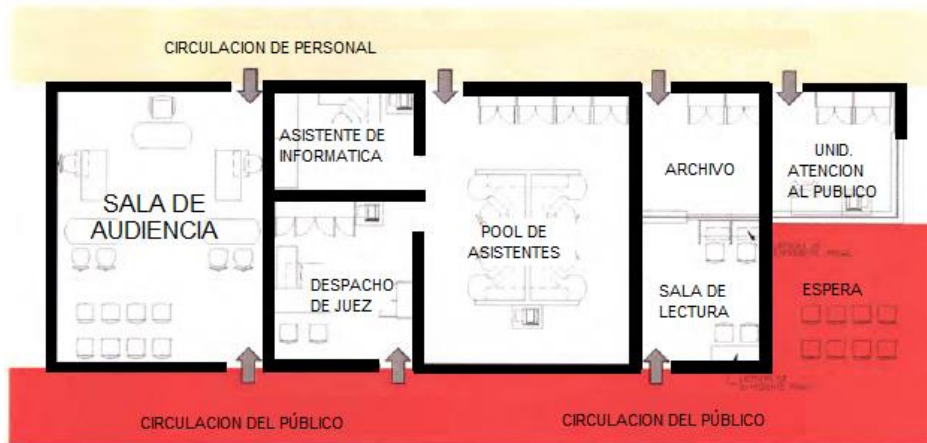 CIRCULACION DE PERSONAL
ASISTENTE DE
INFORMATICA
SALA DE
AUDIENCIA
DESPACHO
DE JUEZ
POOL DE
ASISTENTES
ARCHIVO
UNID.
ATENCION
AL PUBLICO
SALA DE
LECTURA
ESPERA
CIRCULACION DEL PÚBLICO
CIRCULACION DEL PÚBLICO